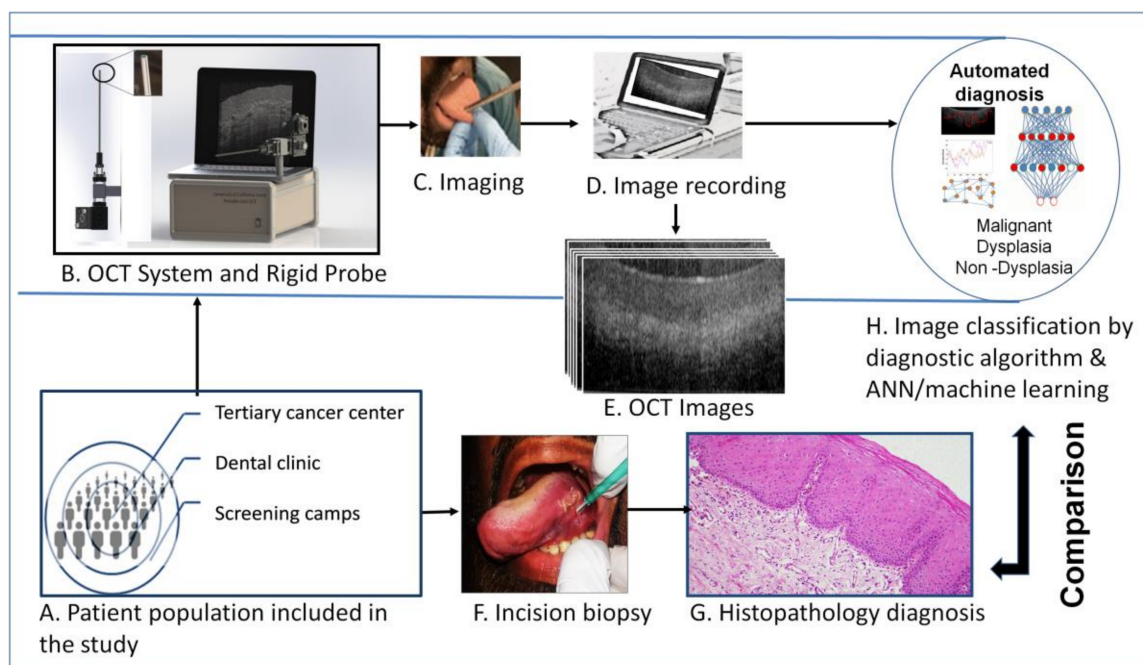 Automated
diagnosis
Malignant
Dysplasia
Non -Dysplasia
B. OCT System and Rigid Probe
C. Imaging
D. Image recording
H. Image classification by
diagnostic algorithm &
ANN/machine learning
E. OCT Images
Tertiary cancer center
Dental clinic
Screening camps
Comparison
A. Patient population included in
the study
F. Incision biopsy
G. Histopathology diagnosis